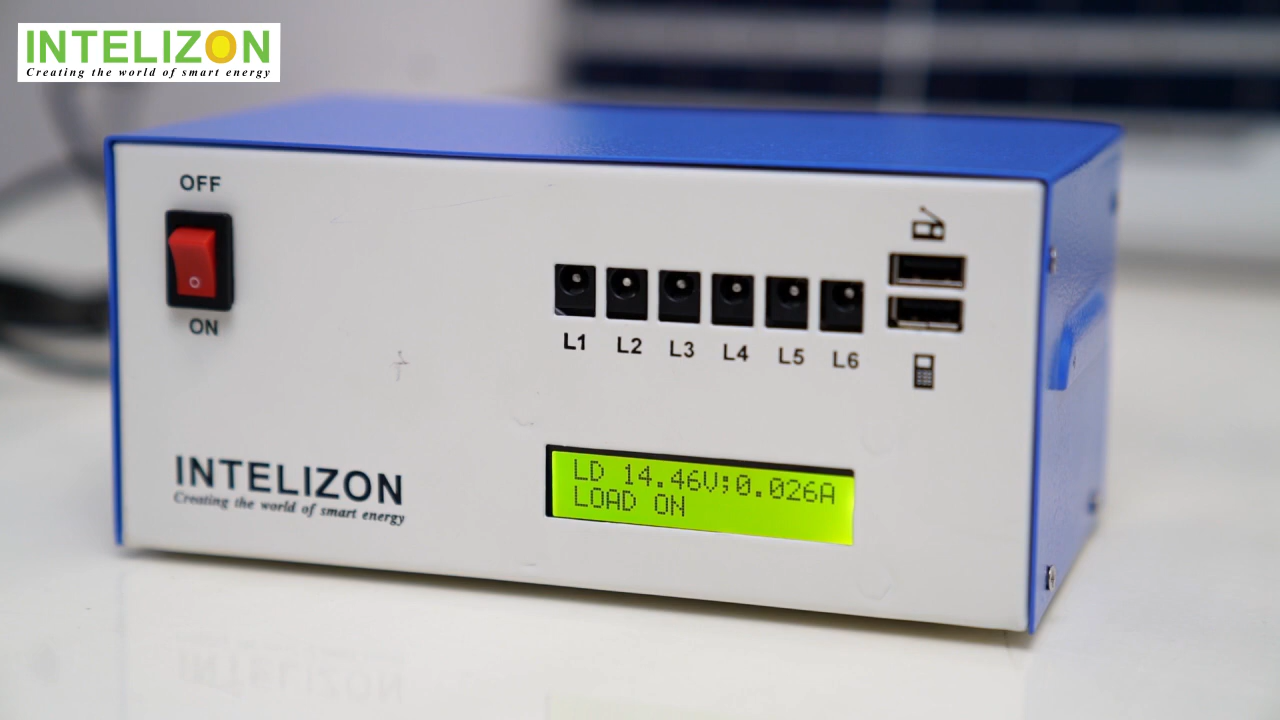 INTELIZON
Creating the world of smart energy
OFF
O
ON
L1 L2 L3 L4 L5 L6
INTELIZON
Creating the world of smart energy
LD 14.46V;0.026A
LOAD ON